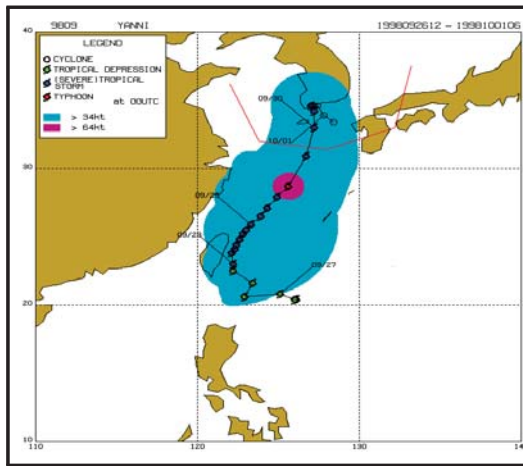 9809 YANNI 1998092612 - 1998100106
40
LEGEND
CYCLONE
TROPICAL DEPRESSION
(SEVERE)TROPICAL
STORM
TYPHOON at 00UTC
> 34kt
> 64kt
09/30
10/01
30
09/29
09/28
09/27
20
10
110 120 130 14